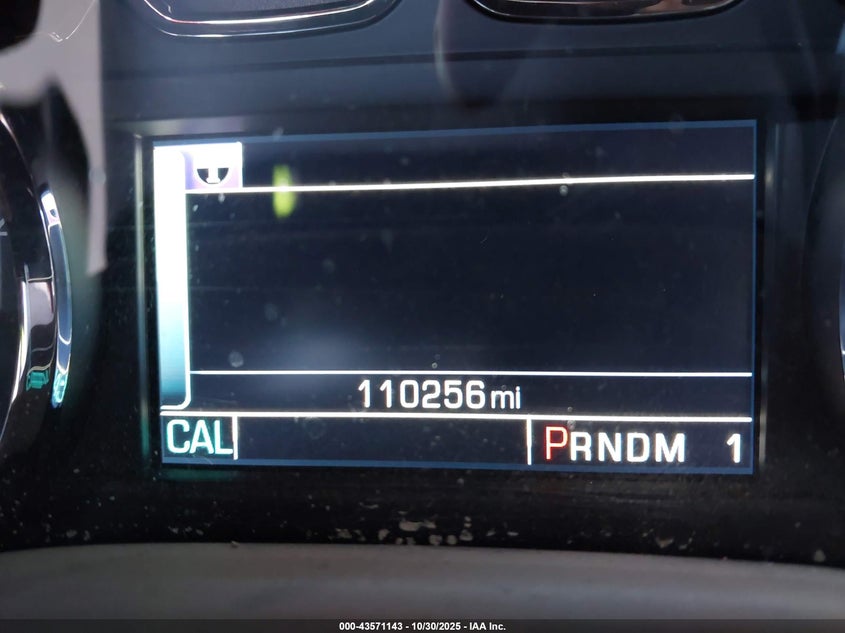 110256 mi
CAL PRNDM 1
000-43571143 - 10/30/2025 - IAA Inc.